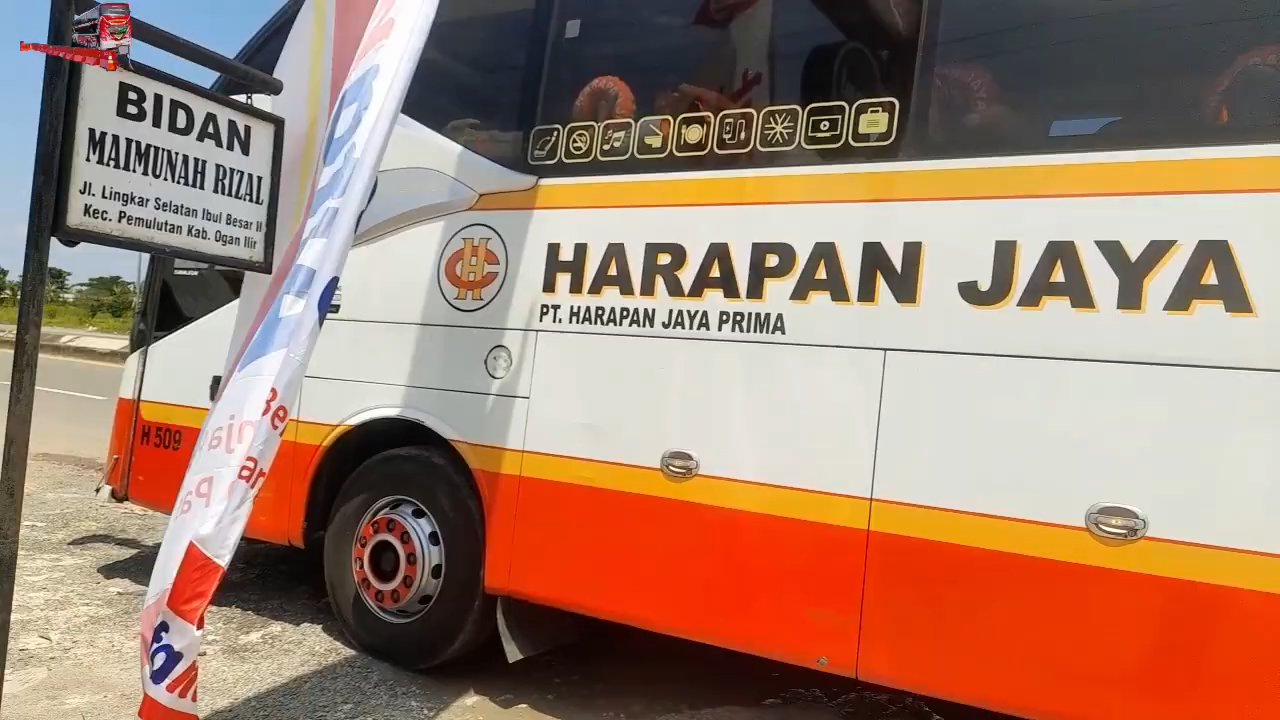 BIDAN
MAIMUNAH RIZAL
Jl. Lingkar Selatan Ibul Besar II
Kec. Pemulutan Kab. Ogan Ilir
HARAPAN JAYA
PT. HARAPAN JAYA PRIMA
H 509